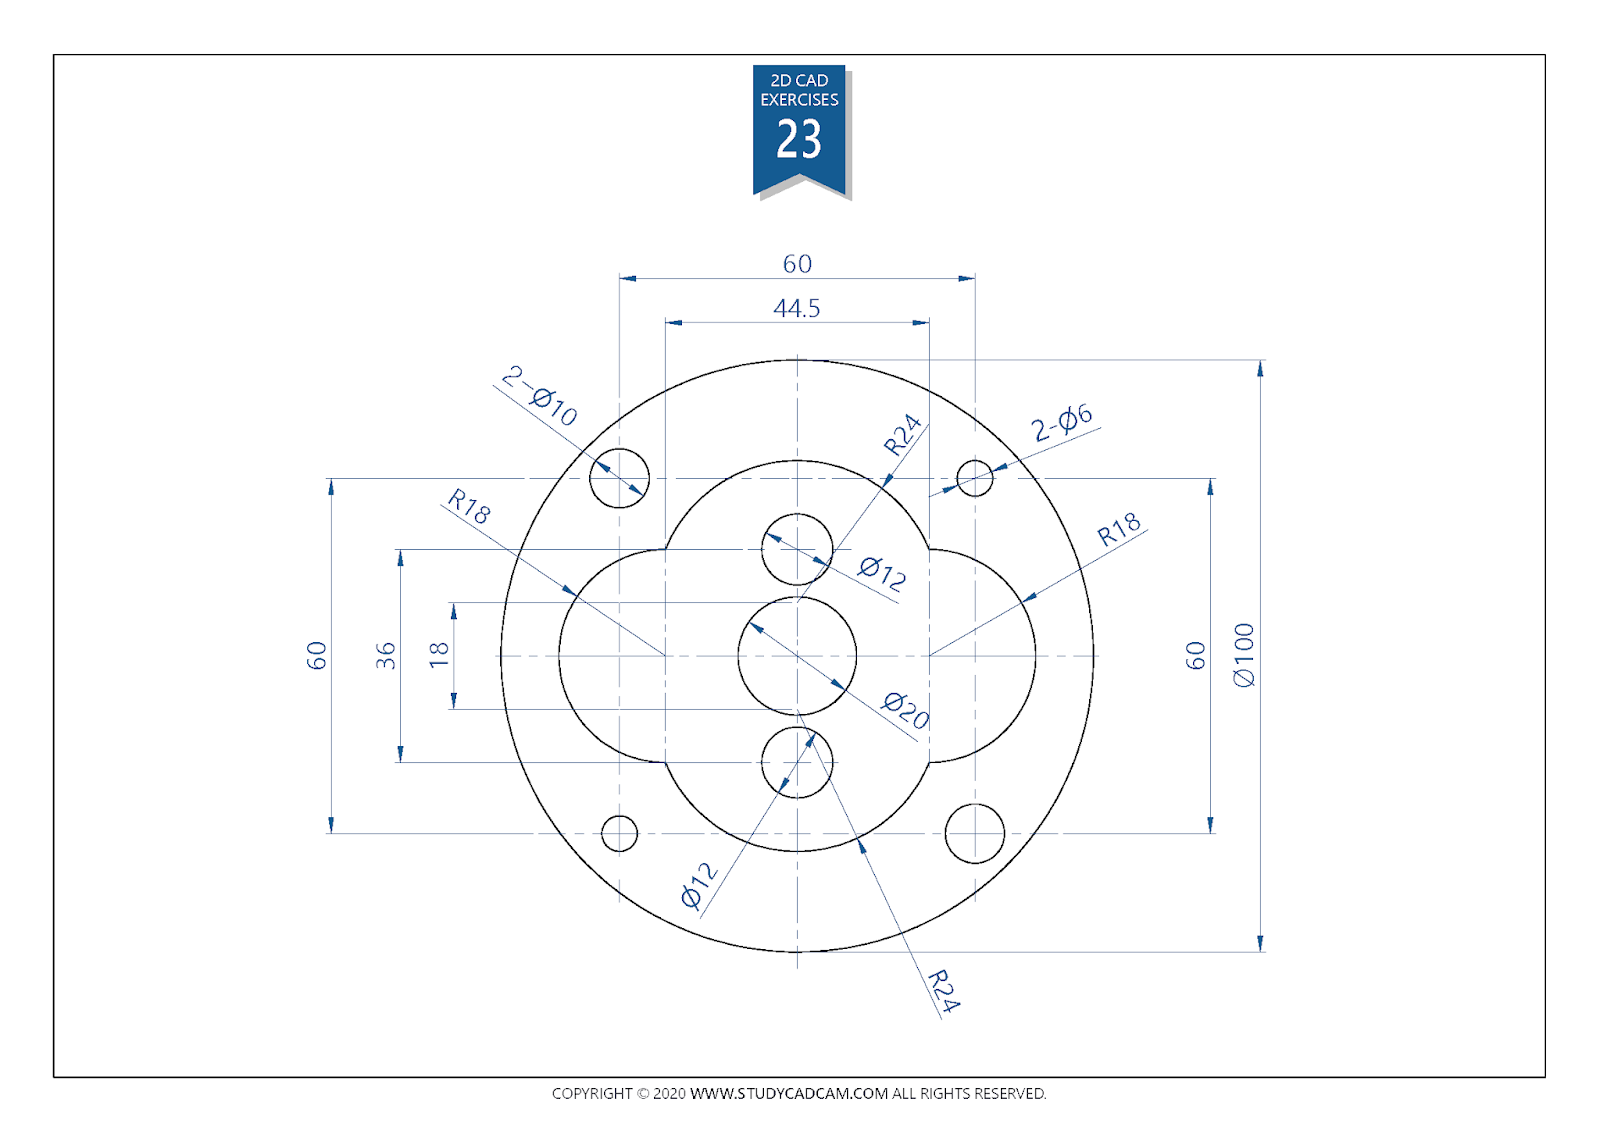 2D CAD
EXERCISES
23
60
44.5
2-Ø10
R24
2-Ø6
R18
R18
Ø12
60
36
18
60
Ø100
Ø20
Ø12
R24
COPYRIGHT © 2020 WWW.STUDYCADCAM.COM ALL RIGHTS RESERVED.